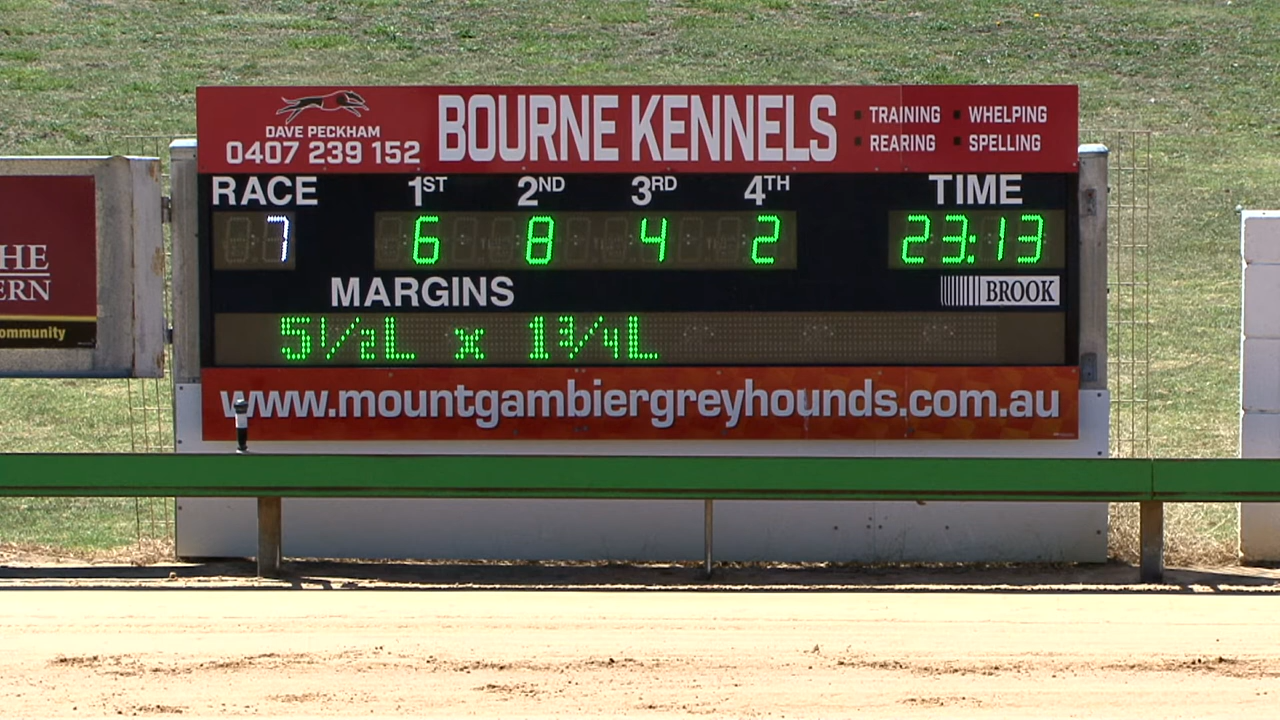 DAVE PECKHAM
0407 239 152
BOURNE KENNELS
TRAINING
WHELPING
REARING
SPELLING
RACE 1ST 2ND 3RD 4TH TIME
7 6 8 4 2 23:13
MARGINS
BROOK
5½L x 1¾L
www.mountgambiergreyhounds.com.au
HE
ERN
ommunity